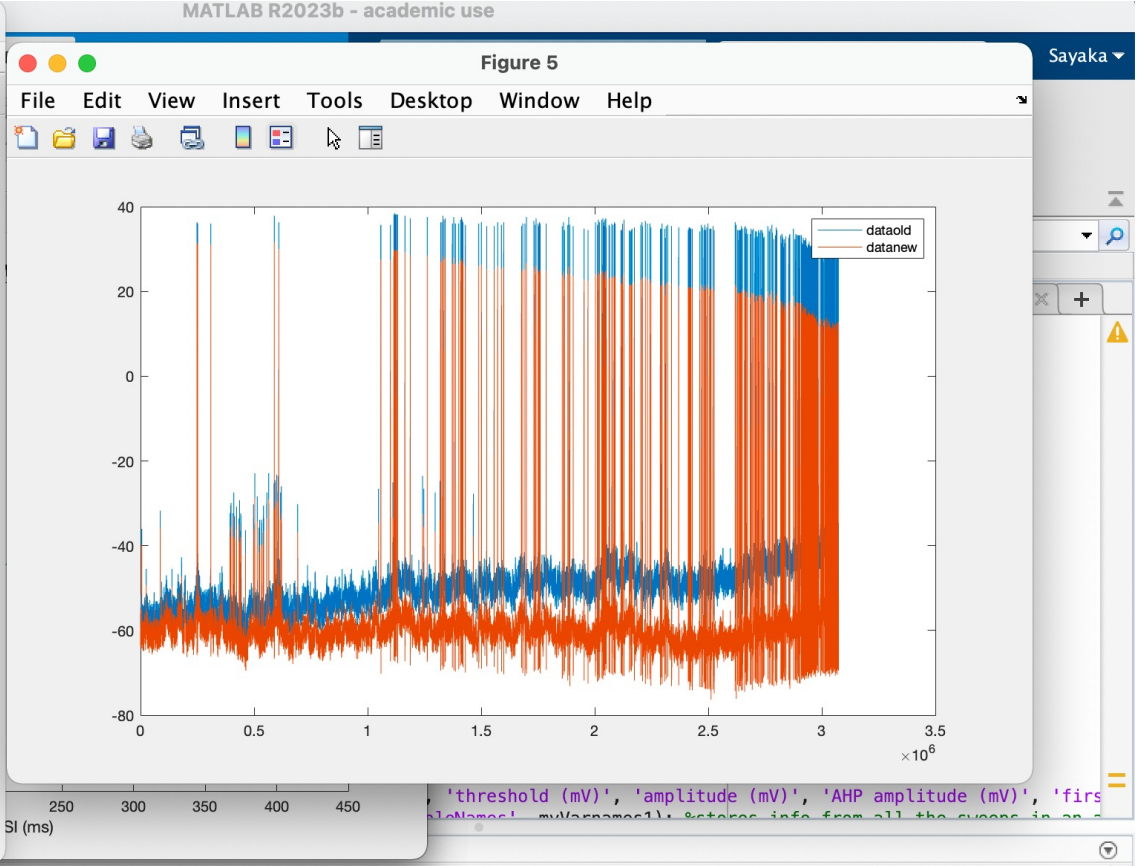 MATLAB R2023b - academic use
Sayaka
Figure 5
File Edit View Insert Tools Desktop Window Help
40
dataold
datanew
20
0
-20
-40
-60
-80
0 0.5 1 1.5 2 2.5 3 3.5
×10⁶
250 300 350 400 450
SI (ms)
, 'threshold (mV)', 'amplitude (mV)', 'AHP amplitude (mV)', 'firs
myVarnames1); %stores info from all the sweeps in an